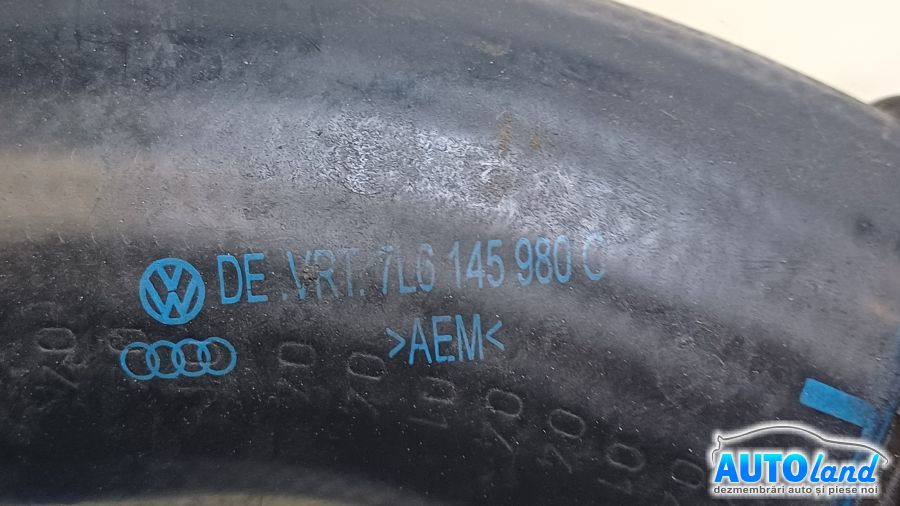 DE .VRT. 7L6 145 980 C
>AEM<
AUTOland
dezmembrări auto și piese noi